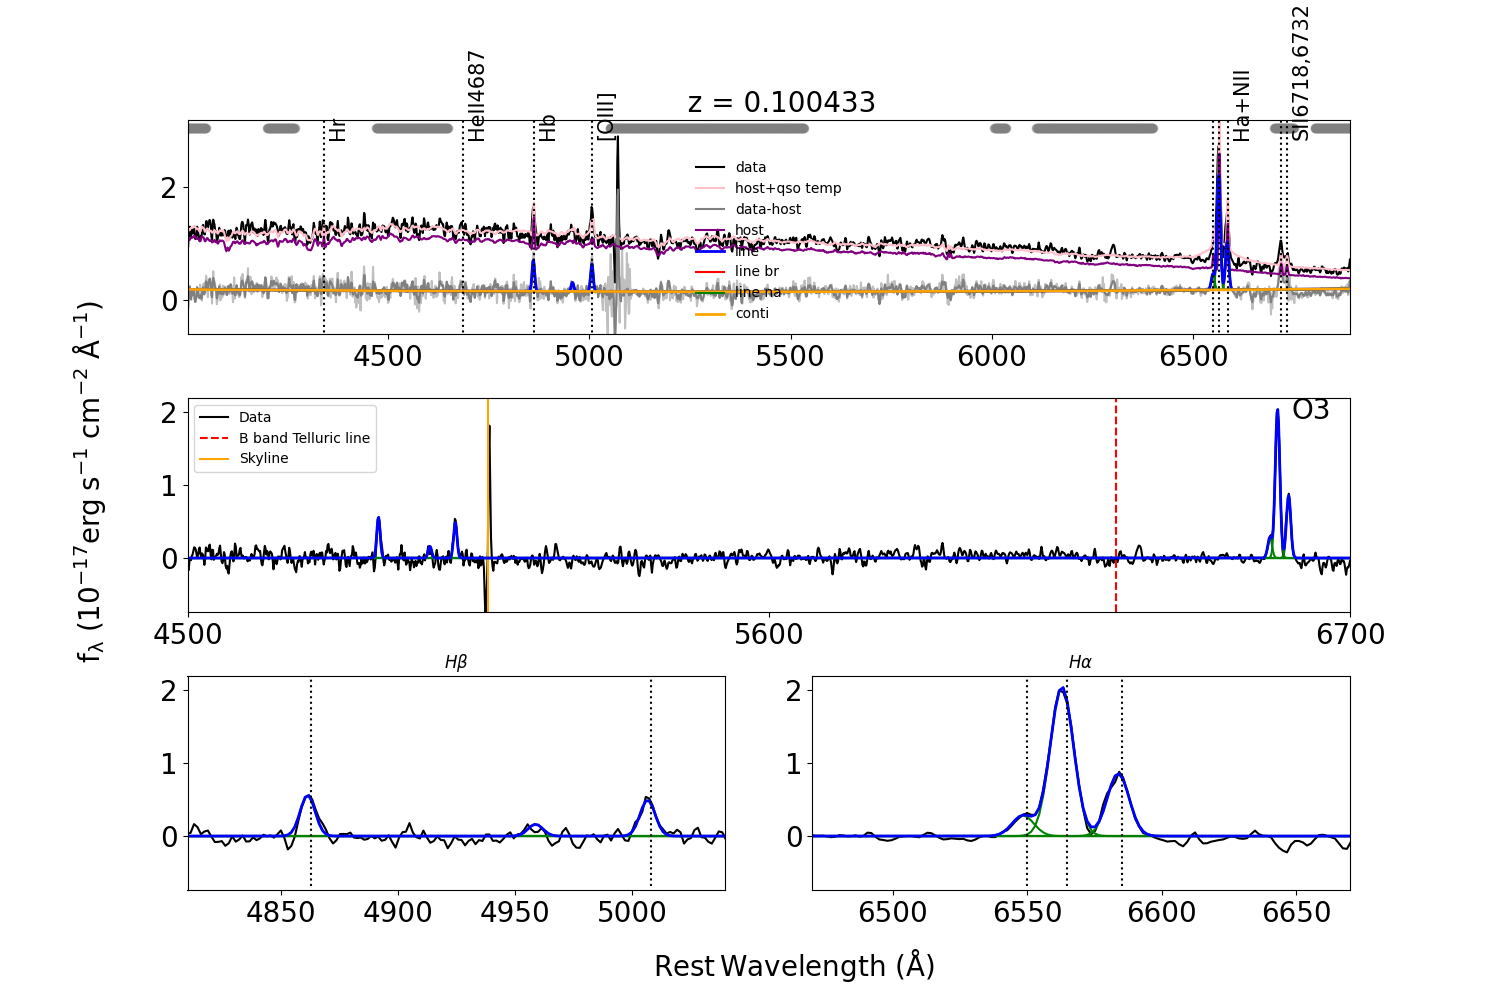 z = 0.100433
Hr
HeII4687
Hb
[OIII]
Ha+NII
SII6718,6732
data
host+qso temp
data-host
host
line
line br
line na
conti
2
0
4500 5000 5500 6000 6500
fλ (10⁻¹⁷erg s⁻¹ cm⁻² Å⁻¹)
Data
B band Telluric line
Skyline
O3
2
1
0
4500 5600 6700
Hβ
2
1
0
4850 4900 4950 5000
Hα
2
1
0
6500 6550 6600 6650
Rest Wavelength (Å)